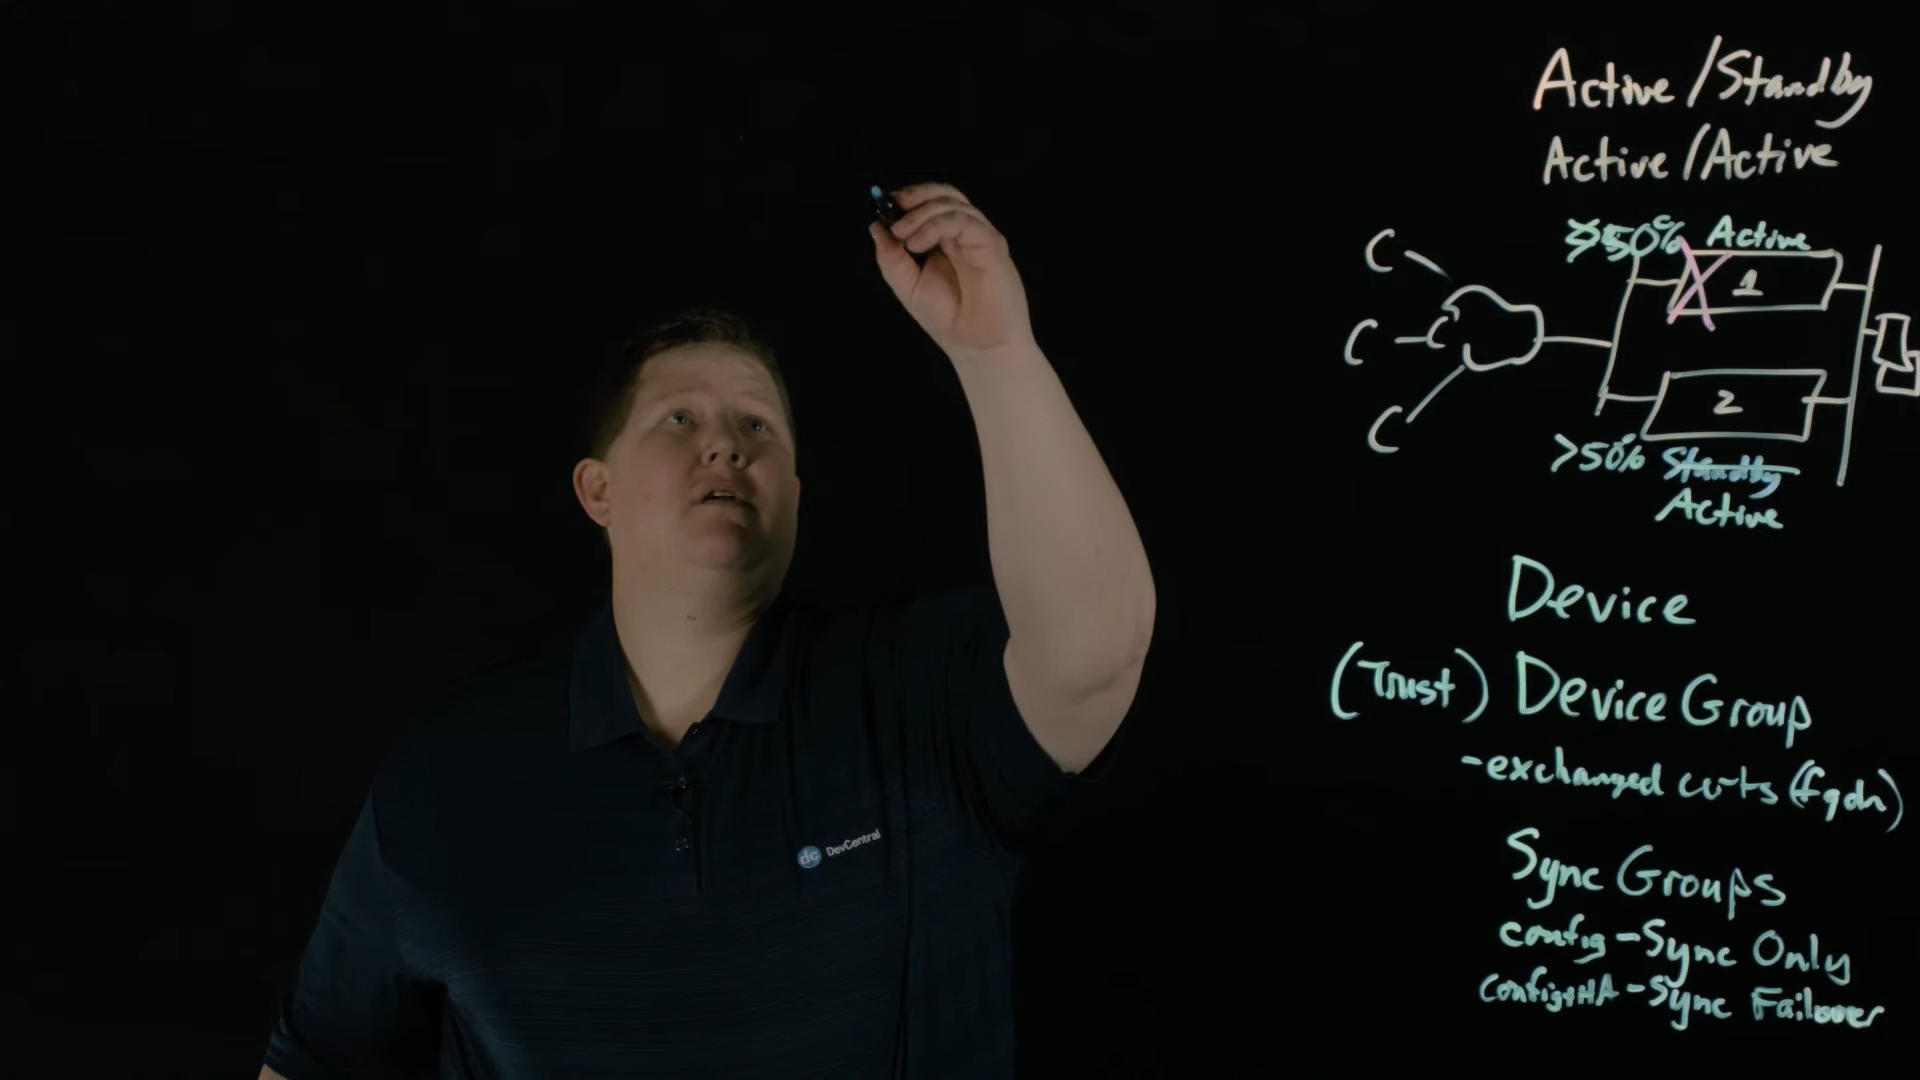 Active/Standby
Active/Active
>50% Active
C
1
C
C
2
C
>50% Standby
Active
Device
(Trust) Device Group
-exchanged certs (fqdn)
Sync Groups
config - Sync Only
config+HA - Sync Failover
dc DevCentral